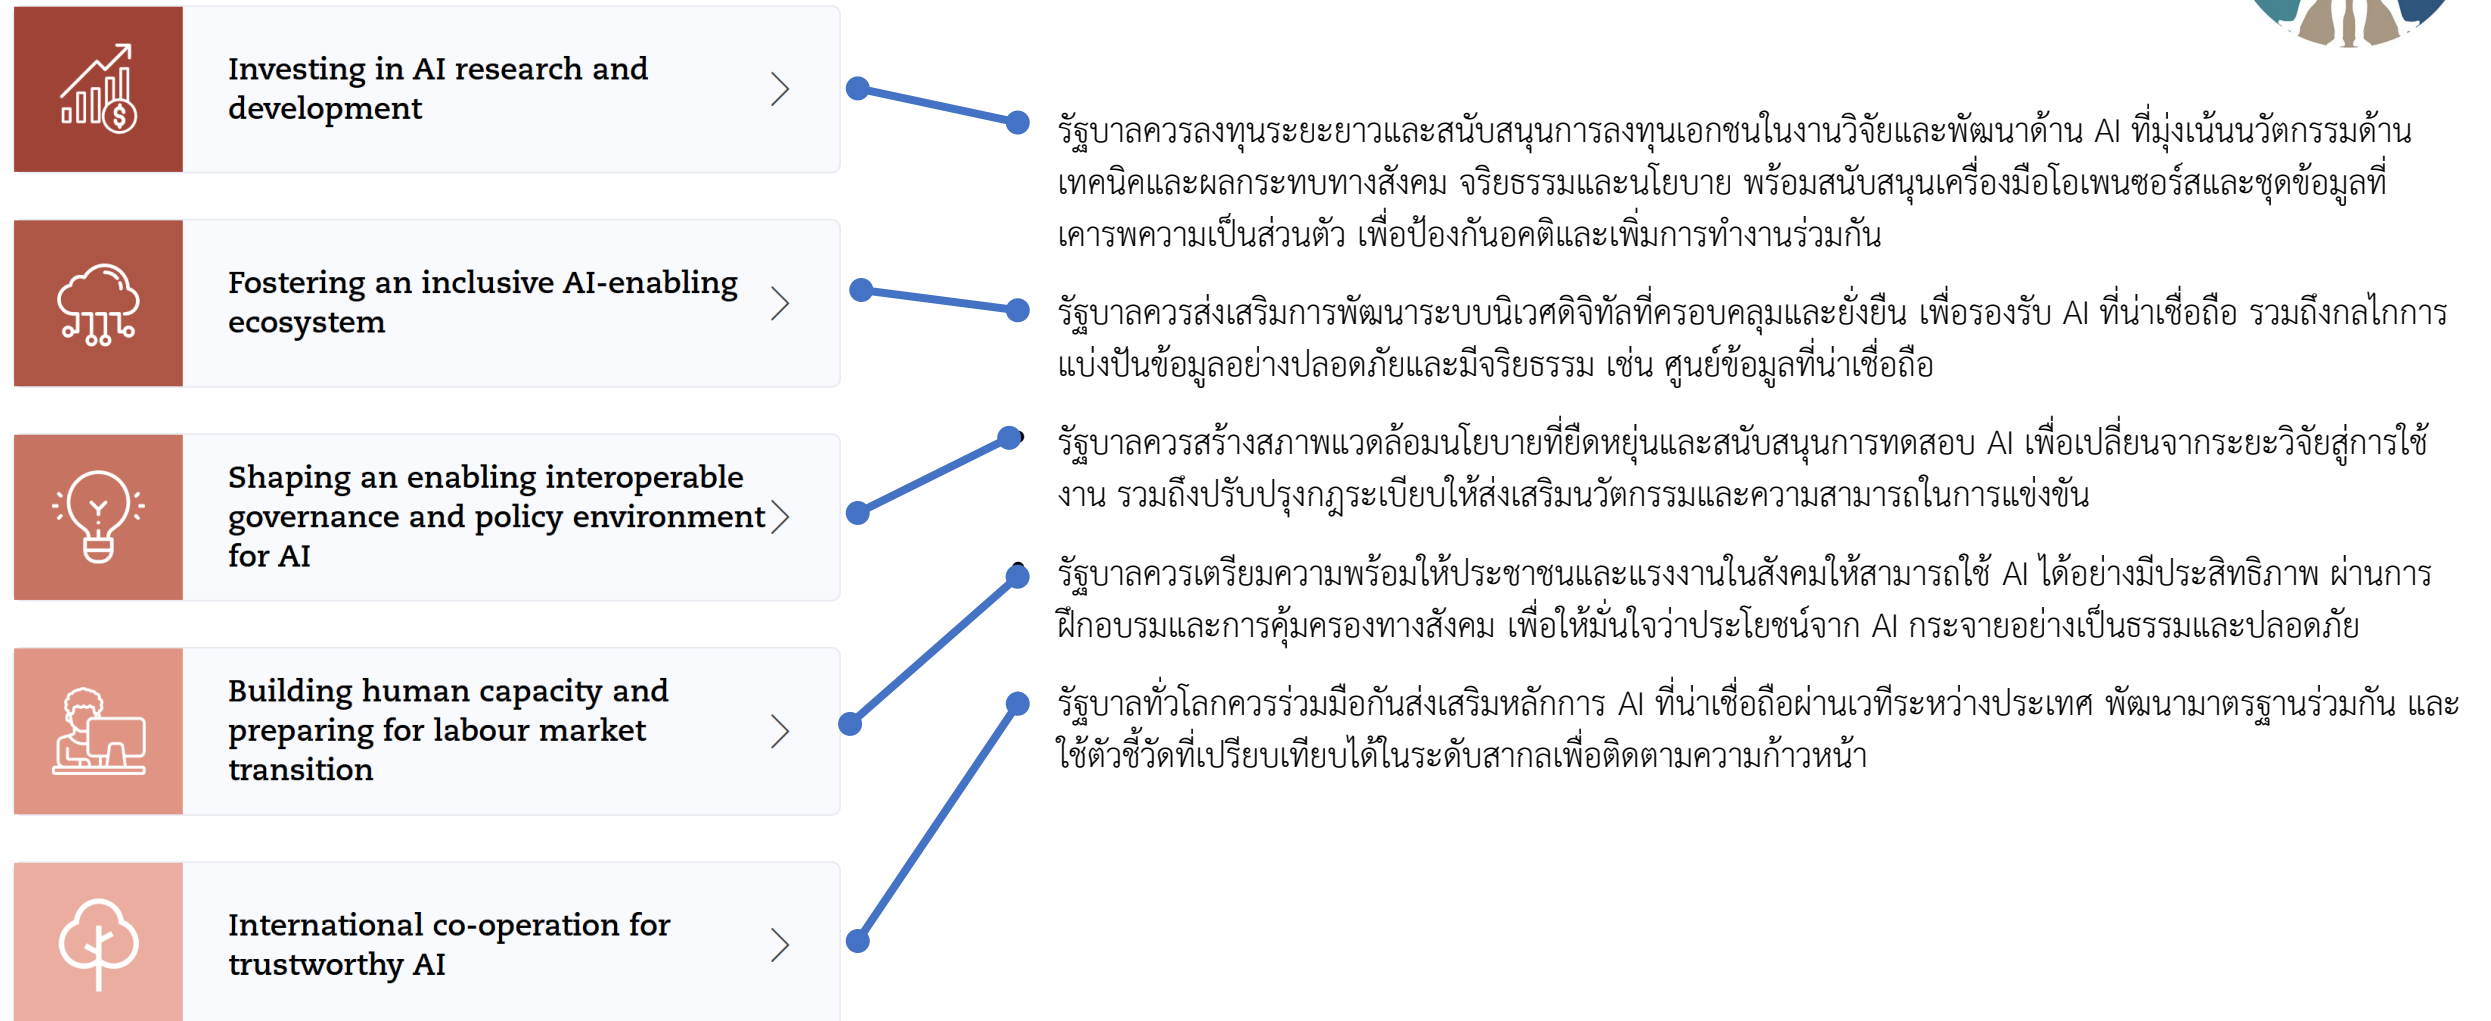 Investing in AI research and
development
รัฐบาลควรลงทุนระยะยาวและสนับสนุนการลงทุนเอกชนในงานวิจัยและพัฒนาด้าน AI ที่มุ่งเน้นนวัตกรรมด้าน
เทคนิคและผลกระทบทางสังคม จริยธรรมและนโยบาย พร้อมสนับสนุนเครื่องมือโอเพนซอร์สและชุดข้อมูลที่
เคารพความเป็นส่วนตัว เพื่อป้องกันอคติและเพิ่มการทำงานร่วมกัน
Fostering an inclusive AI-enabling
ecosystem
รัฐบาลควรส่งเสริมการพัฒนาระบบนิเวศดิจิทัลที่ครอบคลุมและยั่งยืน เพื่อรองรับ AI ที่น่าเชื่อถือ รวมถึงกลไกการ
แบ่งปันข้อมูลอย่างปลอดภัยและมีจริยธรรม เช่น ศูนย์ข้อมูลที่น่าเชื่อถือ
Shaping an enabling interoperable
governance and policy environment
for AI
รัฐบาลควรสร้างสภาพแวดล้อมนโยบายที่ยืดหยุ่นและสนับสนุนการทดสอบ AI เพื่อเปลี่ยนจากระยะวิจัยสู่การใช้
งาน รวมถึงปรับปรุงกฎระเบียบให้ส่งเสริมนวัตกรรมและความสามารถในการแข่งขัน
Building human capacity and
preparing for labour market
transition
รัฐบาลควรเตรียมความพร้อมให้ประชาชนและแรงงานในสังคมให้สามารถใช้ AI ได้อย่างมีประสิทธิภาพ ผ่านการ
ฝึกอบรมและการคุ้มครองทางสังคม เพื่อให้มั่นใจว่าประโยชน์จาก AI กระจายอย่างเป็นธรรมและปลอดภัย
International co-operation for
trustworthy AI
รัฐบาลทั่วโลกควรร่วมมือกันส่งเสริมหลักการ AI ที่น่าเชื่อถือผ่านเวทีระหว่างประเทศ พัฒนามาตรฐานร่วมกัน และ
ใช้ตัวชี้วัดที่เปรียบเทียบได้ในระดับสากลเพื่อติดตามความก้าวหน้า